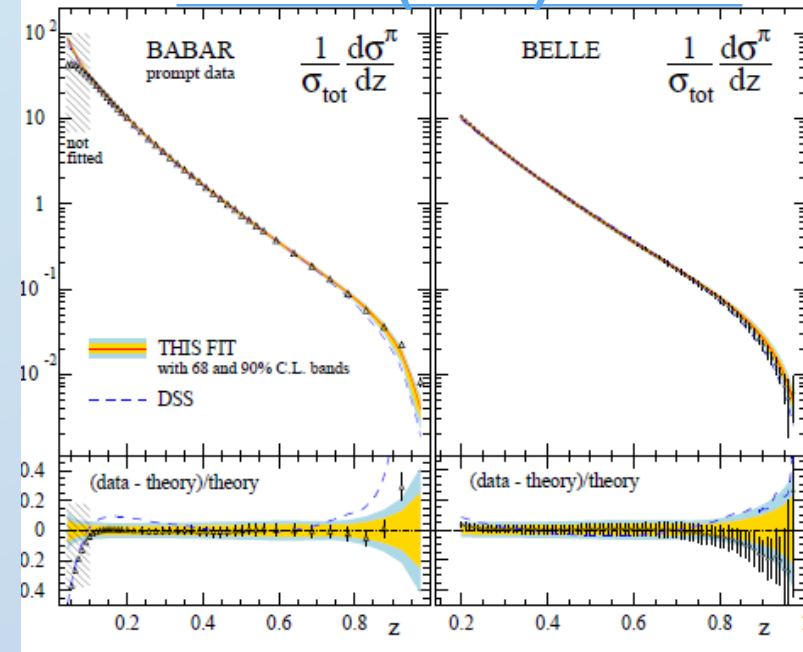 BABAR
prompt data
1/σ_tot dσ^π/dz
BELLE
1/σ_tot dσ^π/dz
10^2
10
1
10^-1
10^-2
not
fitted
THIS FIT
with 68 and 90% C.L. bands
DSS
(data - theory)/theory
(data - theory)/theory
0.4
0.2
0
0.2
0.4
0.2 0.4 0.6 0.8 z
0.2 0.4 0.6 0.8 z